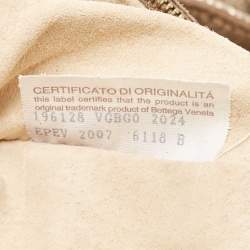 CERTIFICATO DI ORIGINALITÀ
this label certifies that the product is an
original trademark product of Bottega Veneta
196128 VGBGO 2024
EPEV 2007 6118 B